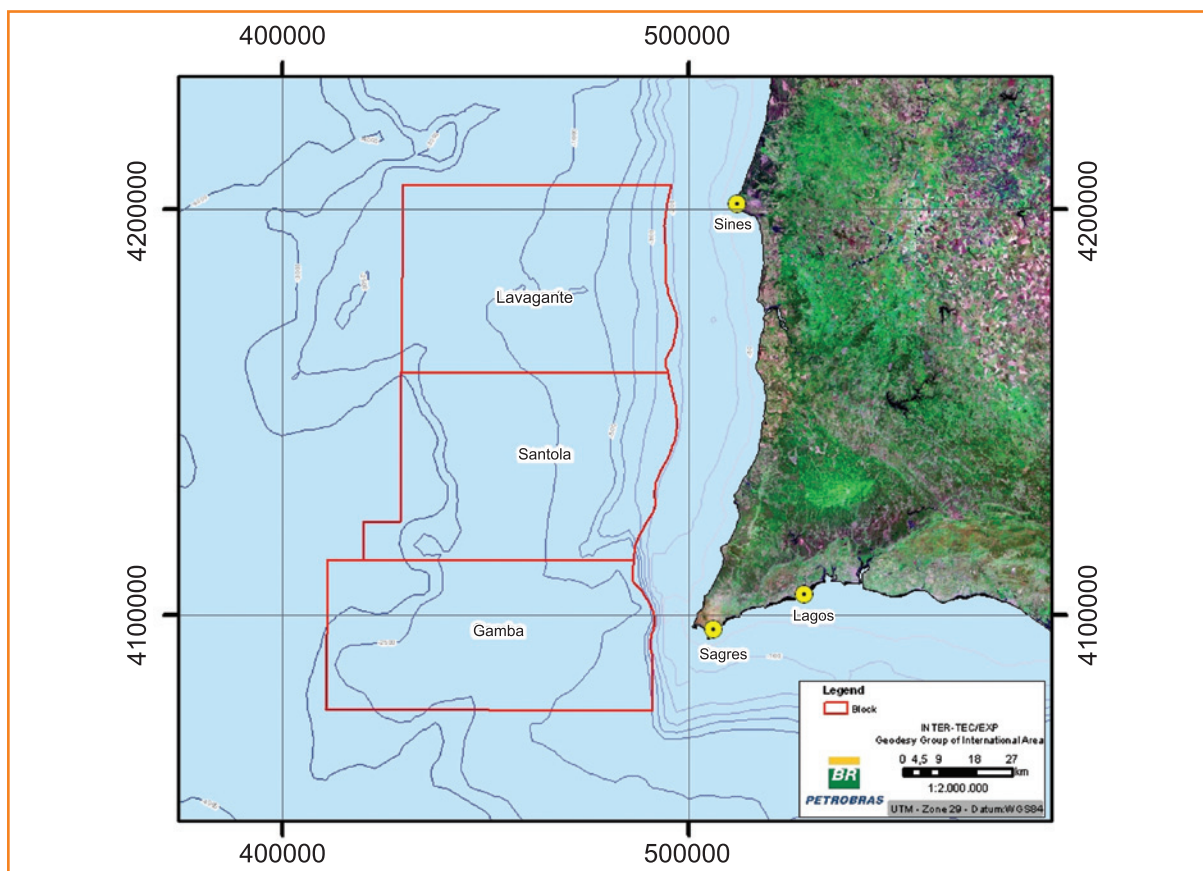 400000 500000
4200000 4200000
Sines
Lavagante
Santola
4100000 4100000
Gamba
Lagos
Sagres
Legend
Block
INTER-TEC/EXP
Geodesy Group of International Area
0 4,5 9 18 27
km
1:2.000.000
BR
PETROBRAS
UTM - Zone 29 - Datum:WGS84
400000 500000